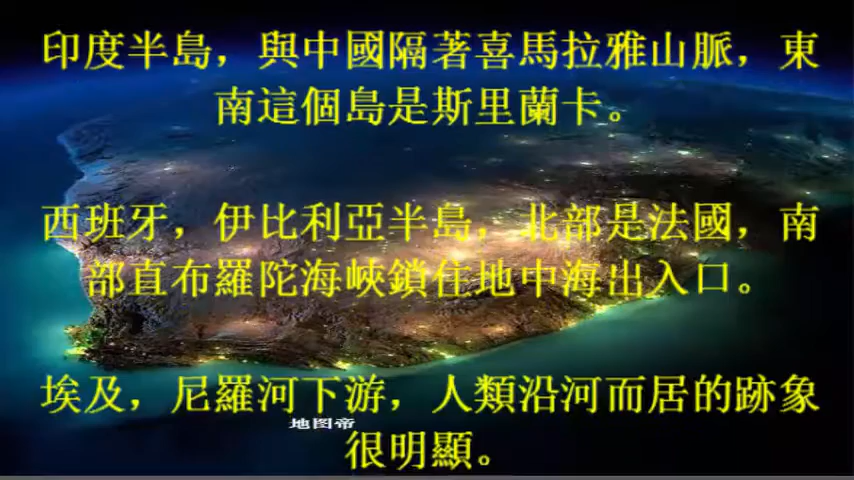 印度半島，與中國隔著喜馬拉雅山脈，東
南這個島是斯里蘭卡。
西班牙，伊比利亞半島，北部是法國，南
部直布羅陀海峽鎖住地中海出入口。
埃及，尼羅河下游，人類沿河而居的跡象
地图帝
很明顯。